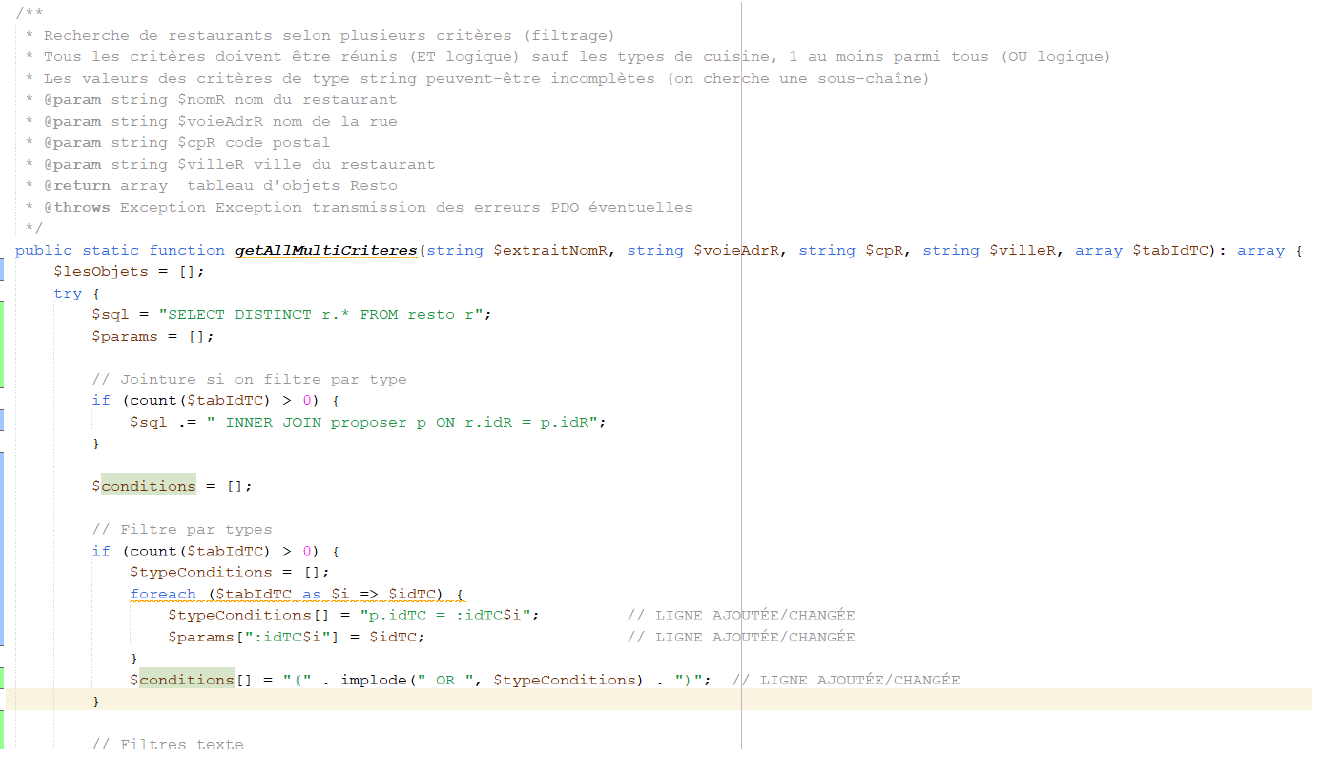 /**
 * Recherche de restaurants selon plusieurs critères (filtrage)
 * Tous les critères doivent être réunis (ET logique) sauf les types de cuisine, 1 au moins parmi tous (OU logique)
 * Les valeurs des critères de type string peuvent-être incomplètes (on cherche une sous-chaîne)
 * @param string $nomR nom du restaurant
 * @param string $voieAdrR nom de la rue
 * @param string $cpR code postal
 * @param string $villeR ville du restaurant
 * @return array  tableau d'objets Resto
 * @throws Exception Exception transmission des erreurs PDO éventuelles
 */
public static function getAllMultiCriteres(string $extraitNomR, string $voieAdrR, string $cpR, string $villeR, array $tabIdTC): array {
    $lesObjets = [];
    try {
        $sql = "SELECT DISTINCT r.* FROM resto r";
        $params = [];

        // Jointure si on filtre par type
        if (count($tabIdTC) > 0) {
            $sql .= " INNER JOIN proposer p ON r.idR = p.idR";
        }

        $conditions = [];

        // Filtre par types
        if (count($tabIdTC) > 0) {
            $typeConditions = [];
            foreach ($tabIdTC as $i => $idTC) {
                $typeConditions[] = "p.idTC = :idTC$i";         // LIGNE AJOUTÉE/CHANGÉE
                $params[":idTC$i"] = $idTC;                     // LIGNE AJOUTÉE/CHANGÉE
            }
            $conditions[] = "(" . implode(" OR ", $typeConditions) . ")";  // LIGNE AJOUTÉE/CHANGÉE
        }

        // Filtres texte